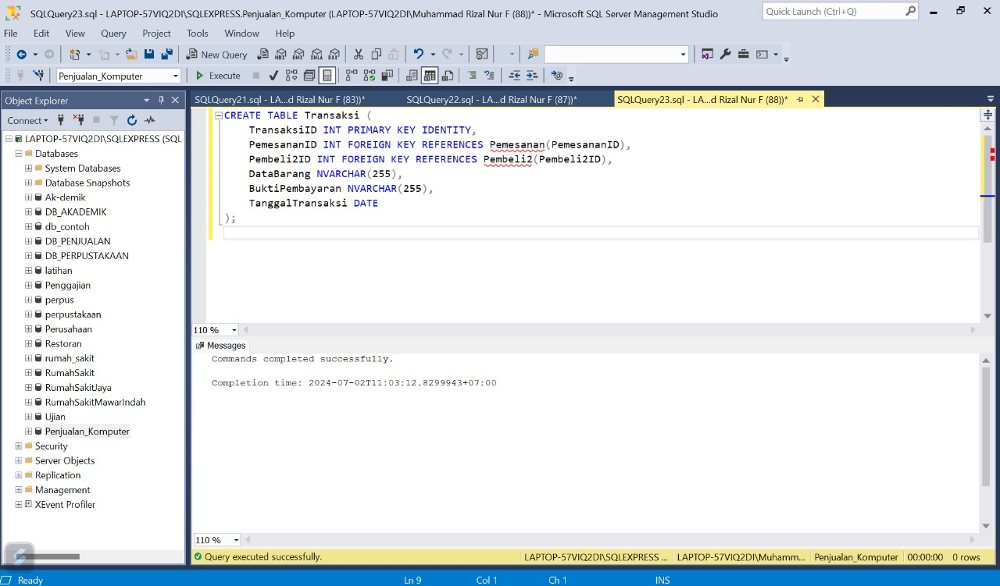 SQLQuery23.sql - LAPTOP-57VIQ2DI\SQLEXPRESS.Penjualan_Komputer (LAPTOP-57VIQ2DI\Muhammad Rizal Nur F (88))* - Microsoft SQL Server Management Studio
Quick Launch (Ctrl+Q)
File Edit View Query Project Tools Window Help
New Query MDX DMX XMLA DAX
Penjualan_Komputer Execute
Object Explorer
SQLQuery21.sql - LA...d Rizal Nur F (83))*
SQLQuery22.sql - LA...d Rizal Nur F (87))*
SQLQuery23.sql - LA...d Rizal Nur F (88))*
Connect
LAPTOP-57VIQ2DI\SQLEXPRESS (SQL
Databases
System Databases
Database Snapshots
Ak-demik
DB_AKADEMIK
db_contoh
DB_PENJUALAN
DB_PERPUSTAKAAN
latihan
Penggajian
perpus
perpustakaan
Perusahaan
Restoran
rumah_sakit
RumahSakit
RumahSakitJaya
RumahSakitMawarIndah
Ujian
Penjualan_Komputer
Security
Server Objects
Replication
Management
XEvent Profiler
CREATE TABLE Transaksi (
TransaksiID INT PRIMARY KEY IDENTITY,
PemesananID INT FOREIGN KEY REFERENCES Pemesanan(PemesananID),
Pembeli2ID INT FOREIGN KEY REFERENCES Pembeli2(Pembeli2ID),
DataBarang NVARCHAR(255),
BuktiPembayaran NVARCHAR(255),
TanggalTransaksi DATE
);
110 %
Messages
Commands completed successfully.
Completion time: 2024-07-02T11:03:12.8299943+07:00
110 %
Query executed successfully.
LAPTOP-57VIQ2DI\SQLEXPRESS ...
LAPTOP-57VIQ2DI\Muhamm...
Penjualan_Komputer
00:00:00
0 rows
Ready
Ln 9
Col 1
Ch 1
INS